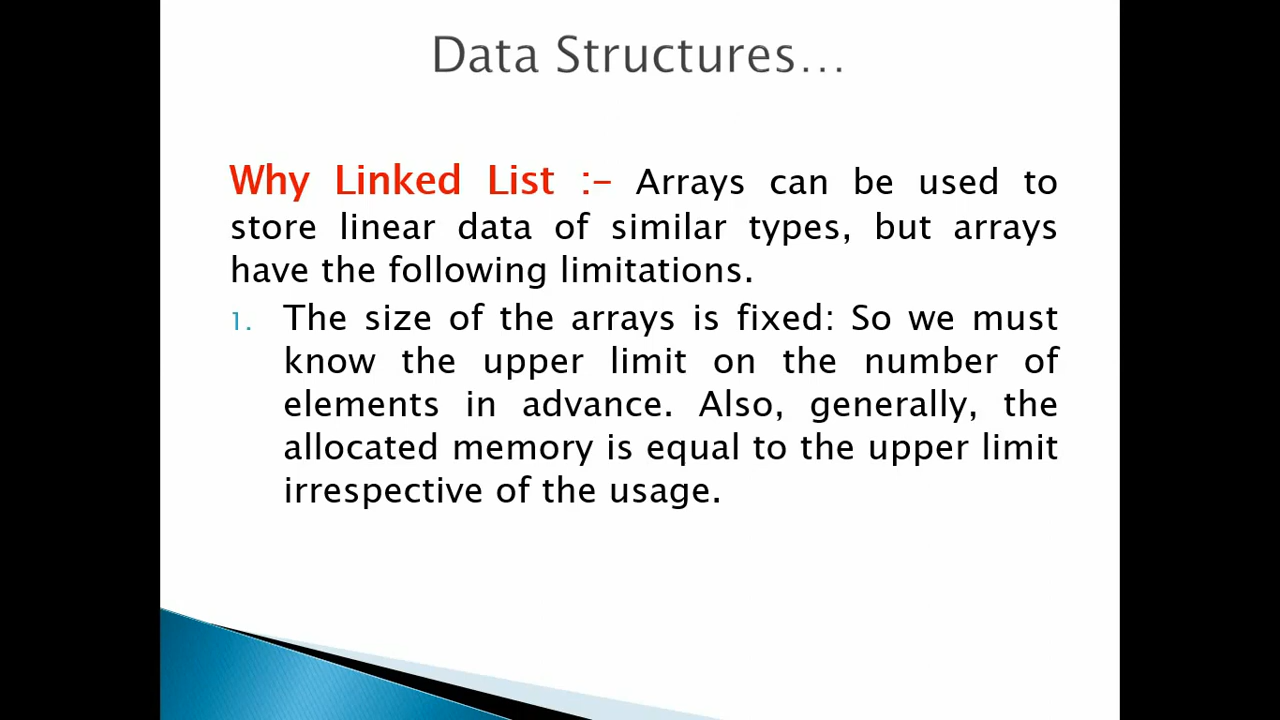 Data Structures...
Why Linked List :- Arrays can be used to
store linear data of similar types, but arrays
have the following limitations.
1. The size of the arrays is fixed: So we must
know the upper limit on the number of
elements in advance. Also, generally, the
allocated memory is equal to the upper limit
irrespective of the usage.